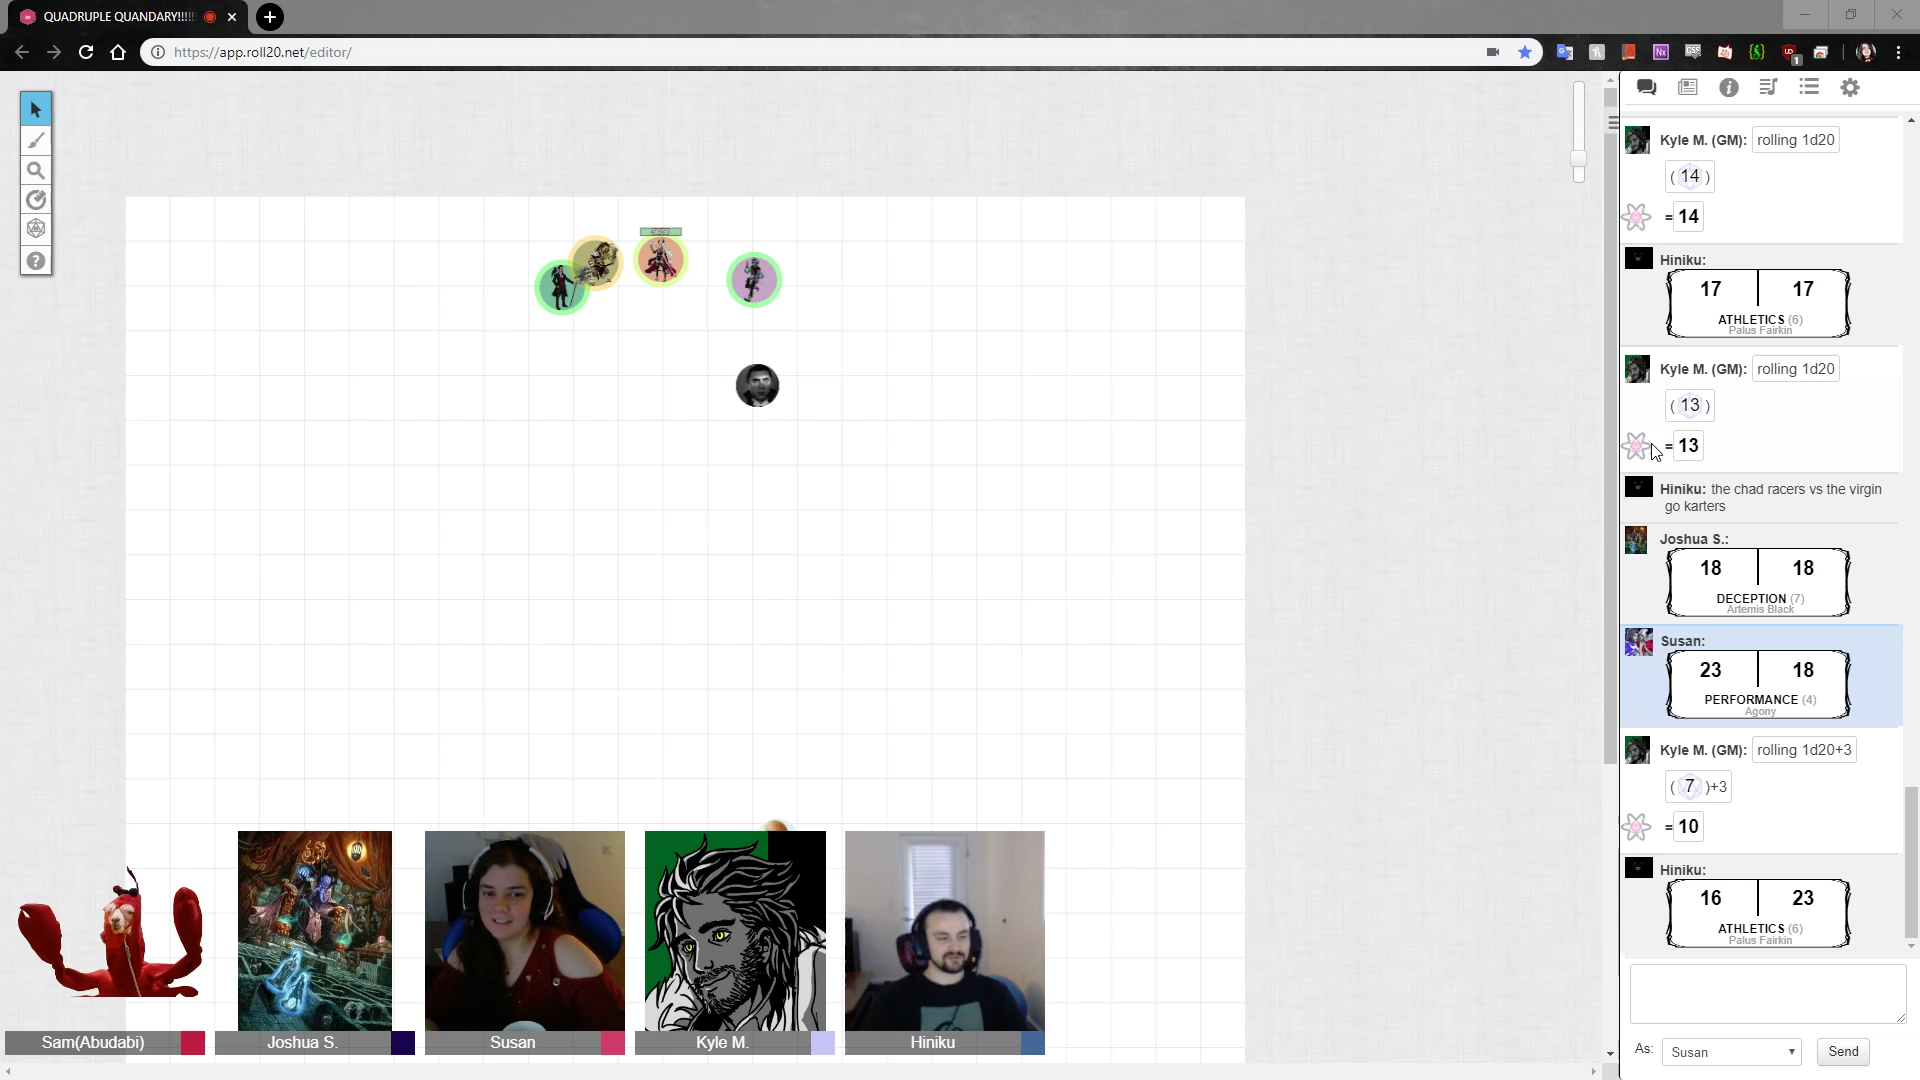 QUADRUPLE QUANDARY!!!!!
https://app.roll20.net/editor/
Kyle M. (GM): rolling 1d20
(14)
=14
Hiniku:
17 17
ATHLETICS (6)
Palus Fairkin
Kyle M. (GM): rolling 1d20
(13)
=13
Hiniku: the chad racers vs the virgin
go karters
Joshua S.:
18 18
DECEPTION (7)
Artemis Black
Susan:
23 18
PERFORMANCE (4)
Agony
Kyle M. (GM): rolling 1d20+3
(7)+3
=10
Hiniku:
16 23
ATHLETICS (6)
Palus Fairkin
As: Susan Send
Sam(Abudabi) Joshua S. Susan Kyle M. Hiniku